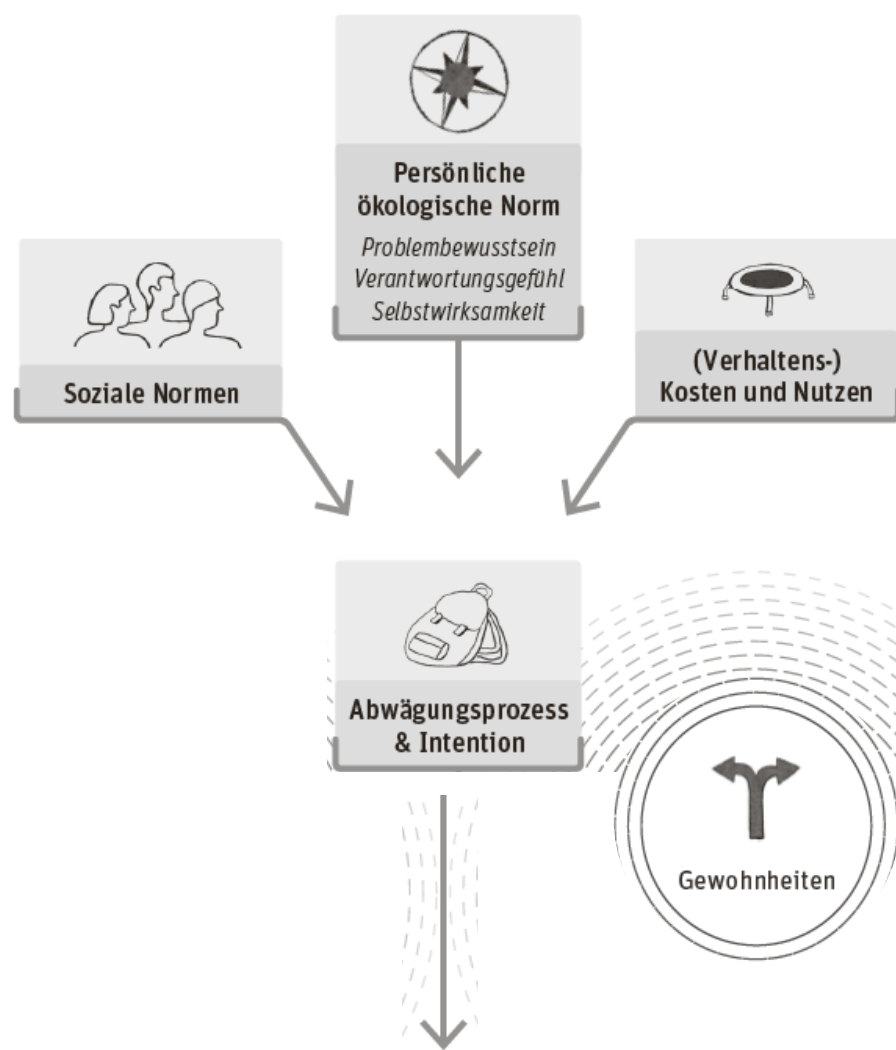 Persönliche
ökologische Norm
Problembewusstsein
Verantwortungsgefühl
Selbstwirksamkeit
Soziale Normen
(Verhaltens-)
Kosten und Nutzen
Abwägungsprozess
& Intention
Gewohnheiten